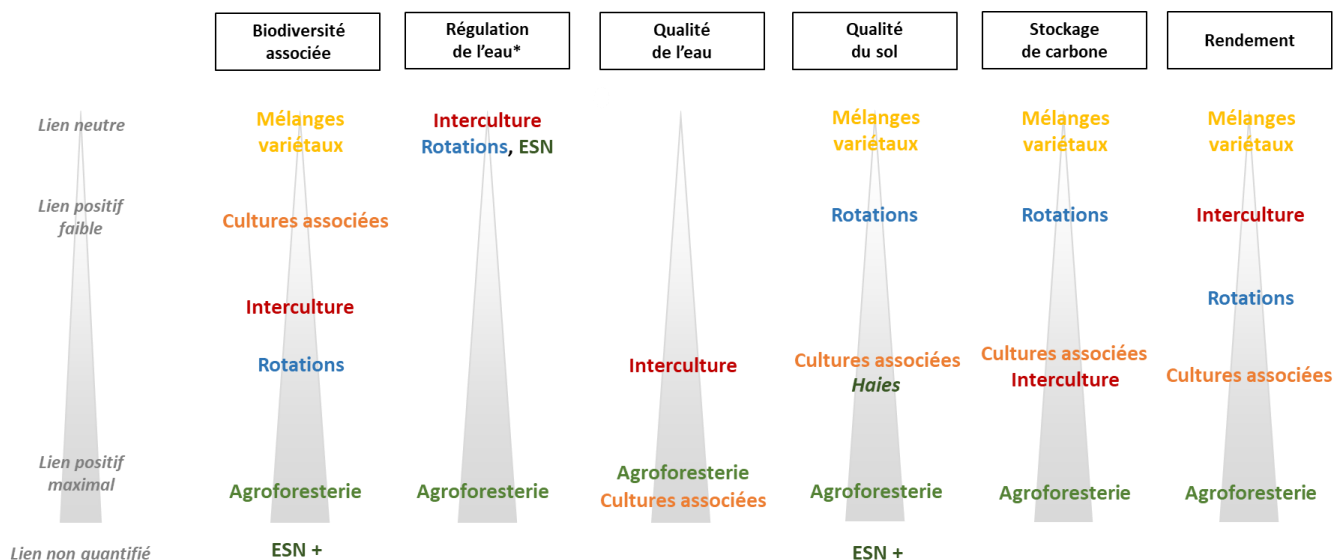 Biodiversité
associée
Régulation
de l'eau*
Qualité
de l'eau
Qualité
du sol
Stockage
de carbone
Rendement
Lien neutre
Mélanges
variétaux
Interculture
Rotations, ESN
Mélanges
variétaux
Mélanges
variétaux
Mélanges
variétaux
Lien positif
faible
Cultures associées
Rotations
Rotations
Interculture
Interculture
Rotations
Rotations
Interculture
Cultures associées
Haies
Cultures associées
Interculture
Cultures associées
Lien positif
maximal
Agroforesterie
Agroforesterie
Agroforesterie
Cultures associées
Agroforesterie
Agroforesterie
Agroforesterie
Lien non quantifié
ESN +
ESN +